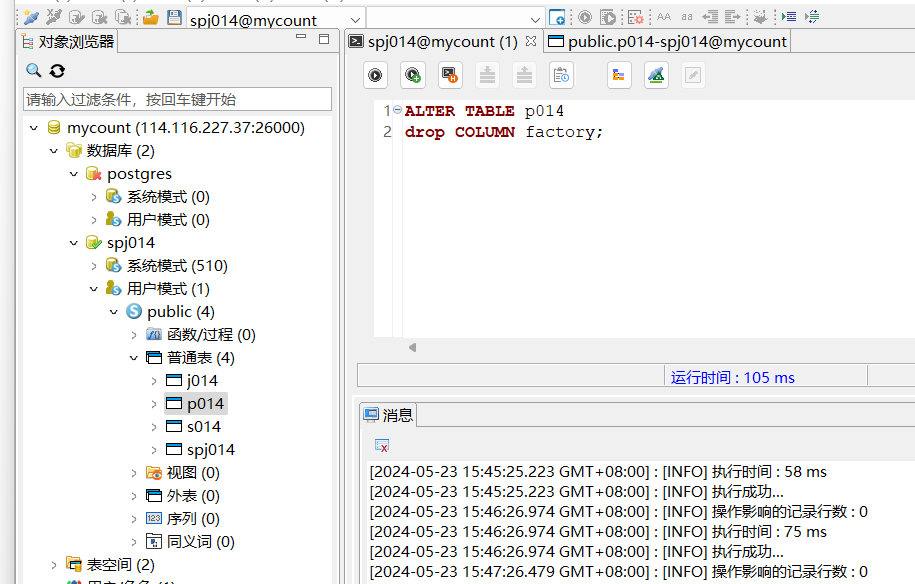 spj014@mycount
AA
aa
对象浏览器
请输入过滤条件，按回车键开始
mycount (114.116.227.37:26000)
数据库 (2)
postgres
系统模式 (0)
用户模式 (0)
spj014
系统模式 (510)
用户模式 (1)
public (4)
函数/过程 (0)
普通表 (4)
j014
p014
s014
spj014
视图 (0)
外表 (0)
序列 (0)
同义词 (0)
表空间 (2)
spj014@mycount (1)
public.p014-spj014@mycount
1 ALTER TABLE p014
2 drop COLUMN factory;
运行时间 : 105 ms
消息
[2024-05-23 15:45:25.223 GMT+08:00] : [INFO] 执行时间 : 58 ms
[2024-05-23 15:45:25.223 GMT+08:00] : [INFO] 执行成功...
[2024-05-23 15:46:26.974 GMT+08:00] : [INFO] 操作影响的记录行数 : 0
[2024-05-23 15:46:26.974 GMT+08:00] : [INFO] 执行时间 : 75 ms
[2024-05-23 15:46:26.974 GMT+08:00] : [INFO] 执行成功...
[2024-05-23 15:47:26.479 GMT+08:00] : [INFO] 操作影响的记录行数 : 0